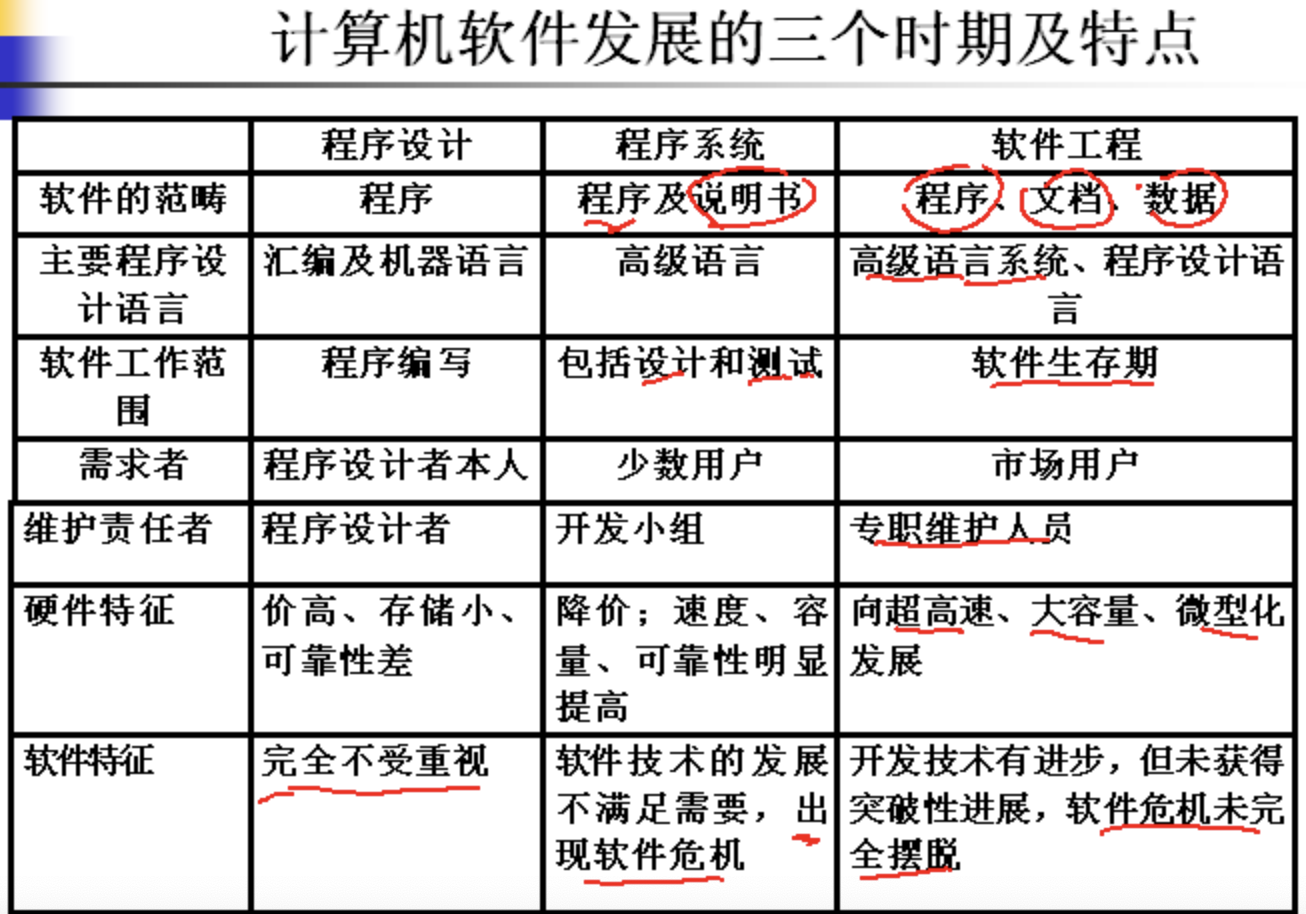 计算机软件发展的三个时期及特点
程序设计 程序系统 软件工程
软件的范畴 程序 程序及说明书 程序、文档、数据
主要程序设 汇编及机器语言 高级语言 高级语言系统、程序设计语
计语言 言
软件工作范 程序编写 包括设计和测试 软件生存期
围
需求者 程序设计者本人 少数用户 市场用户
维护责任者 程序设计者 开发小组 专职维护人员
硬件特征 价高、存储小、 降价；速度、容 向超高速、大容量、微型化
可靠性差 量、可靠性明显 发展
提高
软件特征 完全不受重视 软件技术的发展 开发技术有进步，但未获得
不满足需要，出 突破性进展，软件危机未完
现软件危机 全摆脱